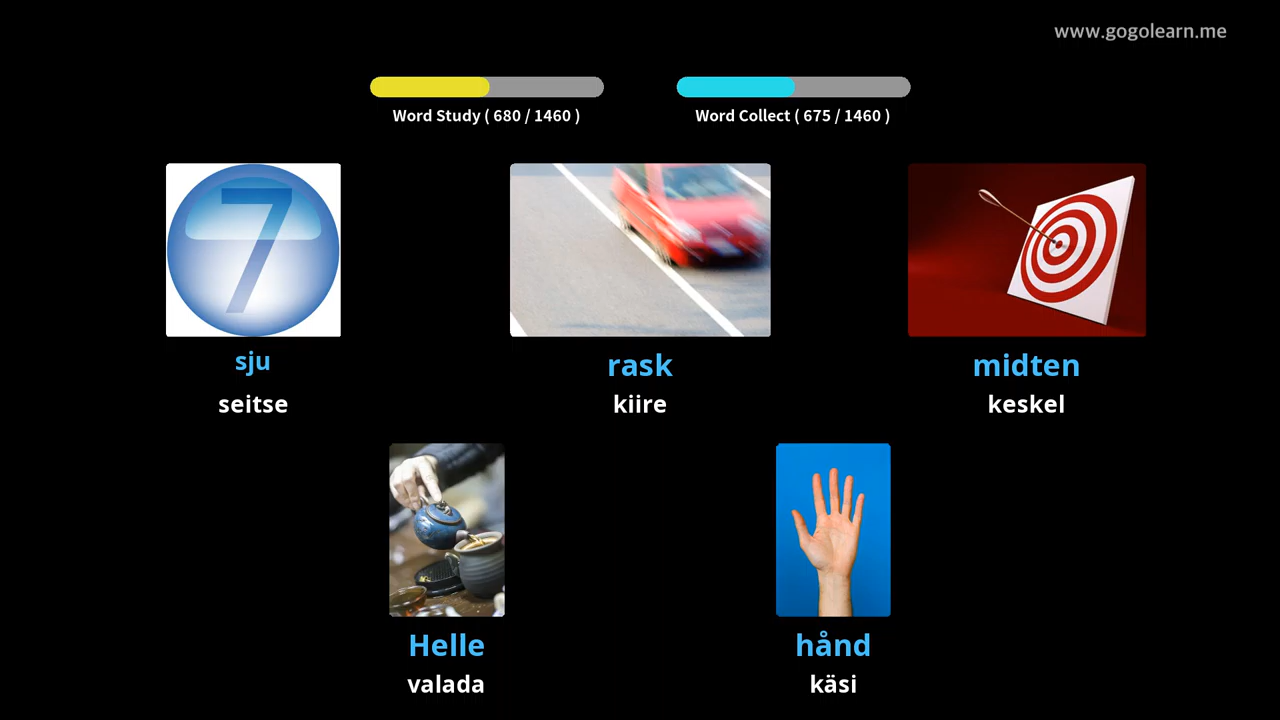 www.gogolearn.me
Word Study ( 680 / 1460 )
Word Collect ( 675 / 1460 )
7
sju
rask
midten
seitse
kiire
keskel
Helle
hånd
valada
käsi